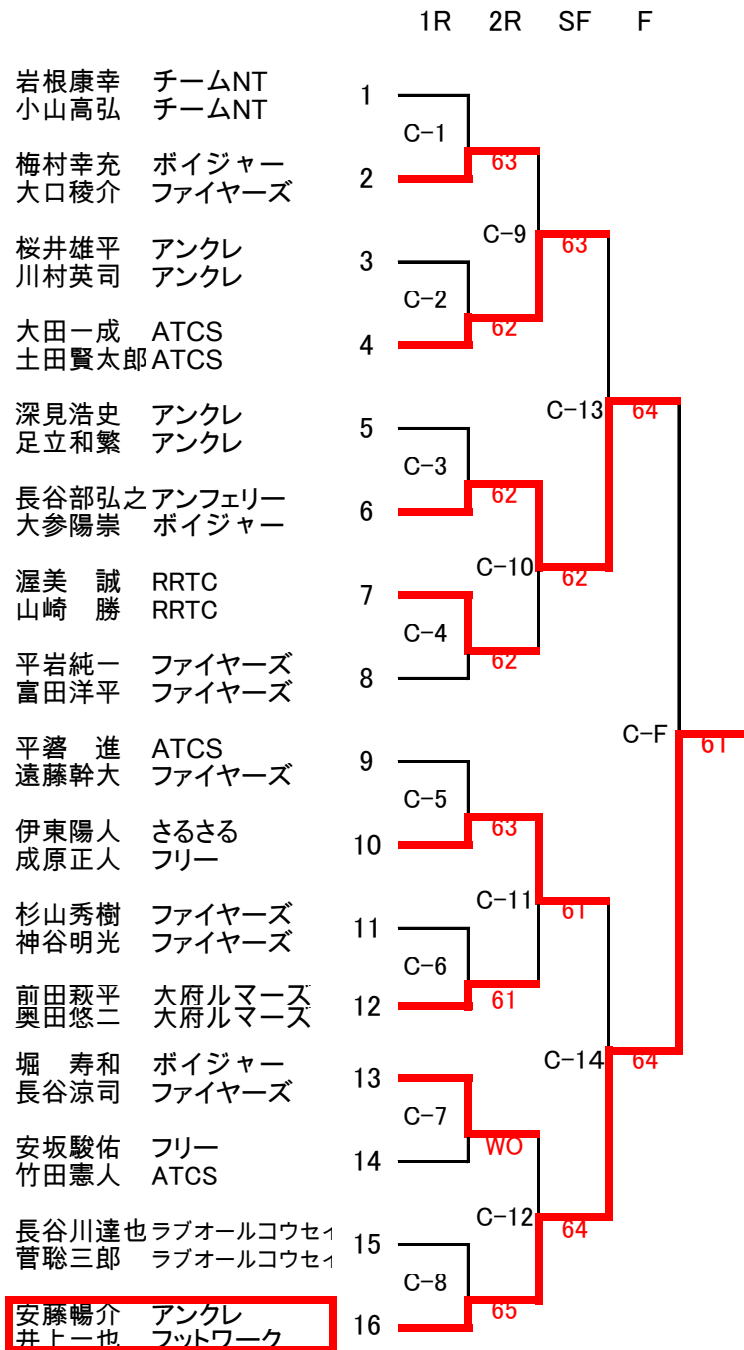 1R 2R SF F
岩根康幸 チームNT
小山高弘 チームNT
1
C-1
梅村幸充 ボイジャー
大口稜介 ファイヤーズ
2
63
C-9
63
桜井雄平 アンクレ
川村英司 アンクレ
3
C-2
大田一成 ATCS
土田賢太郎 ATCS
4
62
C-13
64
深見浩史 アンクレ
足立和繁 アンクレ
5
C-3
長谷部弘之 アンフェリー
大参陽崇 ボイジャー
6
62
C-10
62
渥美 誠 RRTC
山崎 勝 RRTC
7
C-4
62
平岩純一 ファイヤーズ
富田洋平 ファイヤーズ
8
C-F
61
平碆 進 ATCS
遠藤幹大 ファイヤーズ
9
C-5
伊東陽人 さるさる
成原正人 フリー
10
63
C-11
61
杉山秀樹 ファイヤーズ
神谷明光 ファイヤーズ
11
C-6
前田萩平 大府ルマーズ
奥田悠二 大府ルマーズ
12
61
C-14
64
堀 寿和 ボイジャー
長谷涼司 ファイヤーズ
13
C-7
WO
安坂駿佑 フリー
竹田憲人 ATCS
14
C-12
64
長谷川達也 ラブオールコウセイ
菅聡三郎 ラブオールコウセイ
15
C-8
安藤暢介 アンクレ
井上一也 フットワーク
16
65